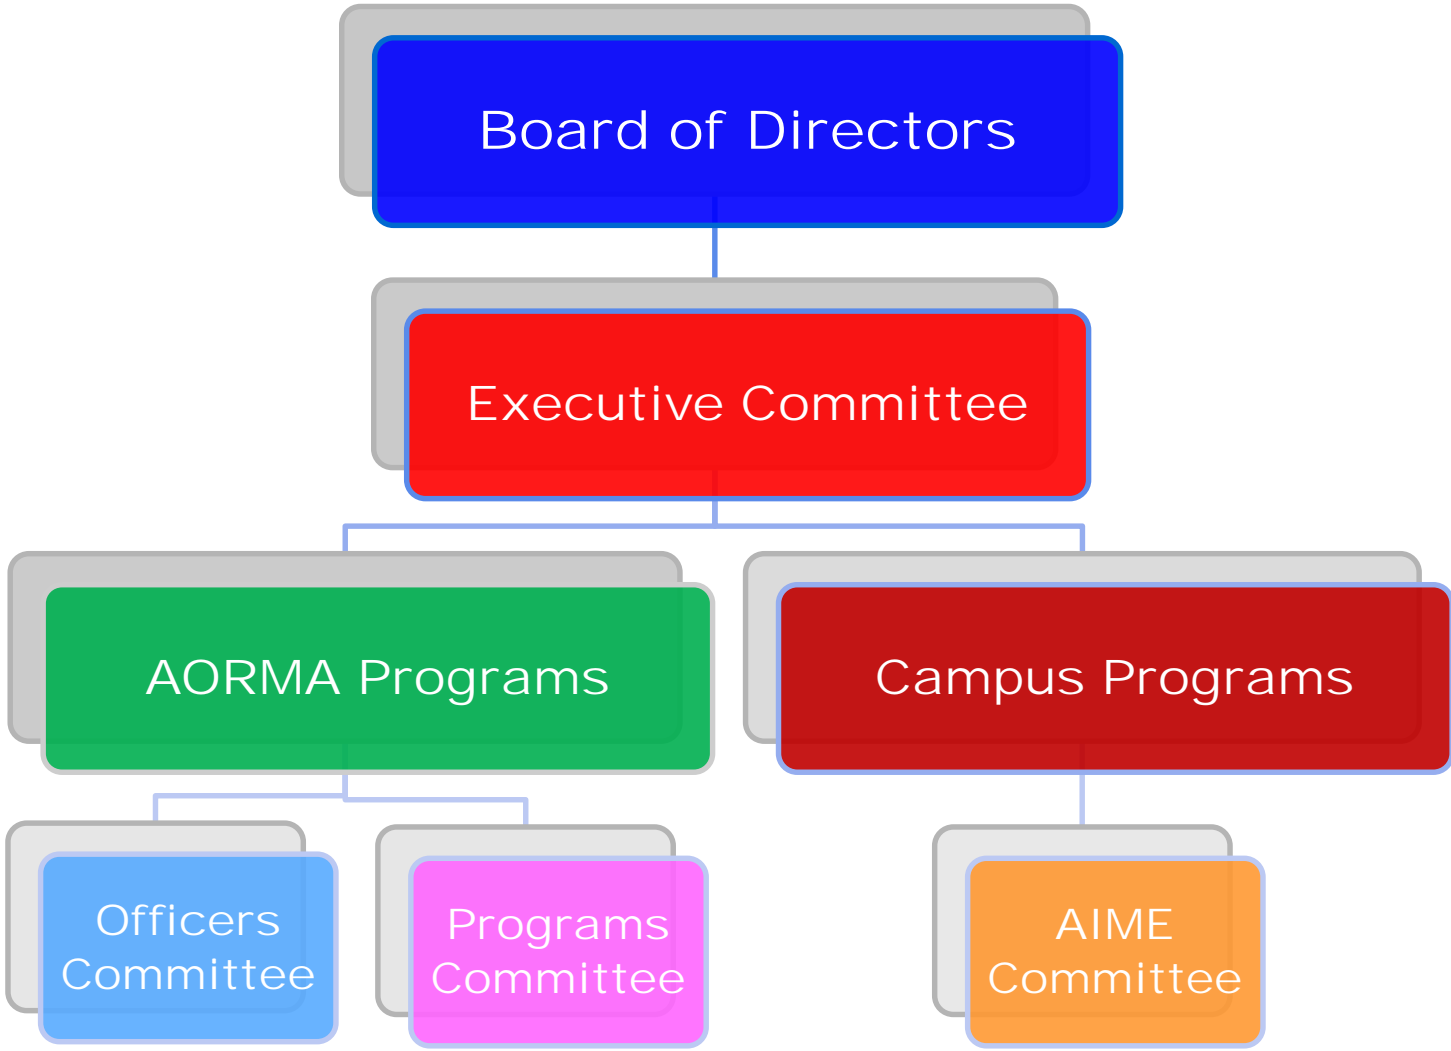 Board of Directors
Executive Committee
AORMA Programs
Campus Programs
Officers
Committee
Programs
Committee
AIME
Committee